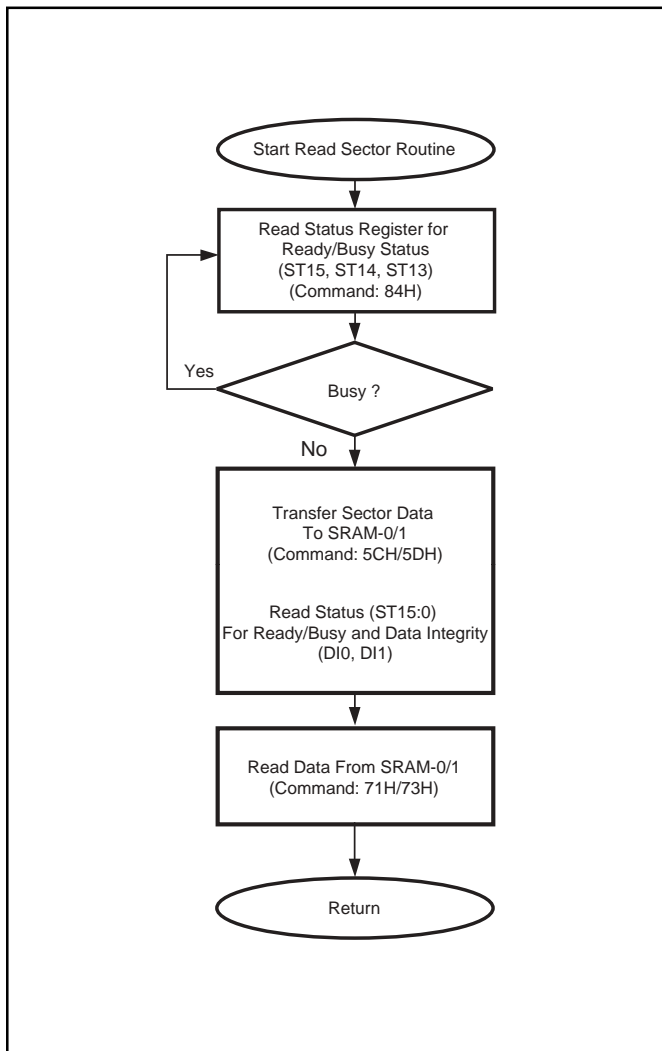 Start Read Sector Routine
Read Status Register for
Ready/Busy Status
(ST15, ST14, ST13)
(Command: 84H)
Yes
Busy ?
No
Transfer Sector Data
To SRAM-0/1
(Command: 5CH/5DH)
Read Status (ST15:0)
For Ready/Busy and Data Integrity
(DI0, DI1)
Read Data From SRAM-0/1
(Command: 71H/73H)
Return